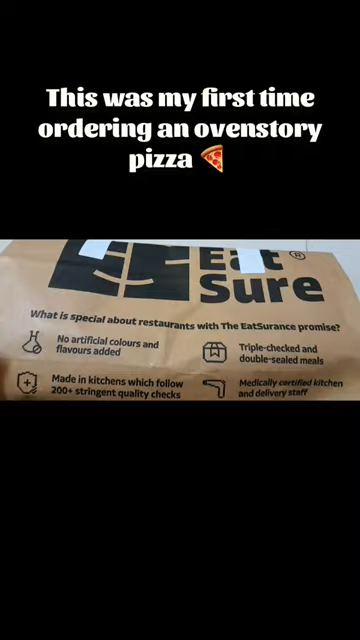 This was my first time
ordering an ovenstory
pizza 🍕
Eat ®
Sure
What is special about restaurants with The EatSurance promise?
No artificial colours and
flavours added
Triple-checked and
double-sealed meals
Made in kitchens which follow
200+ stringent quality checks
Medically certified kitchen
and delivery staff